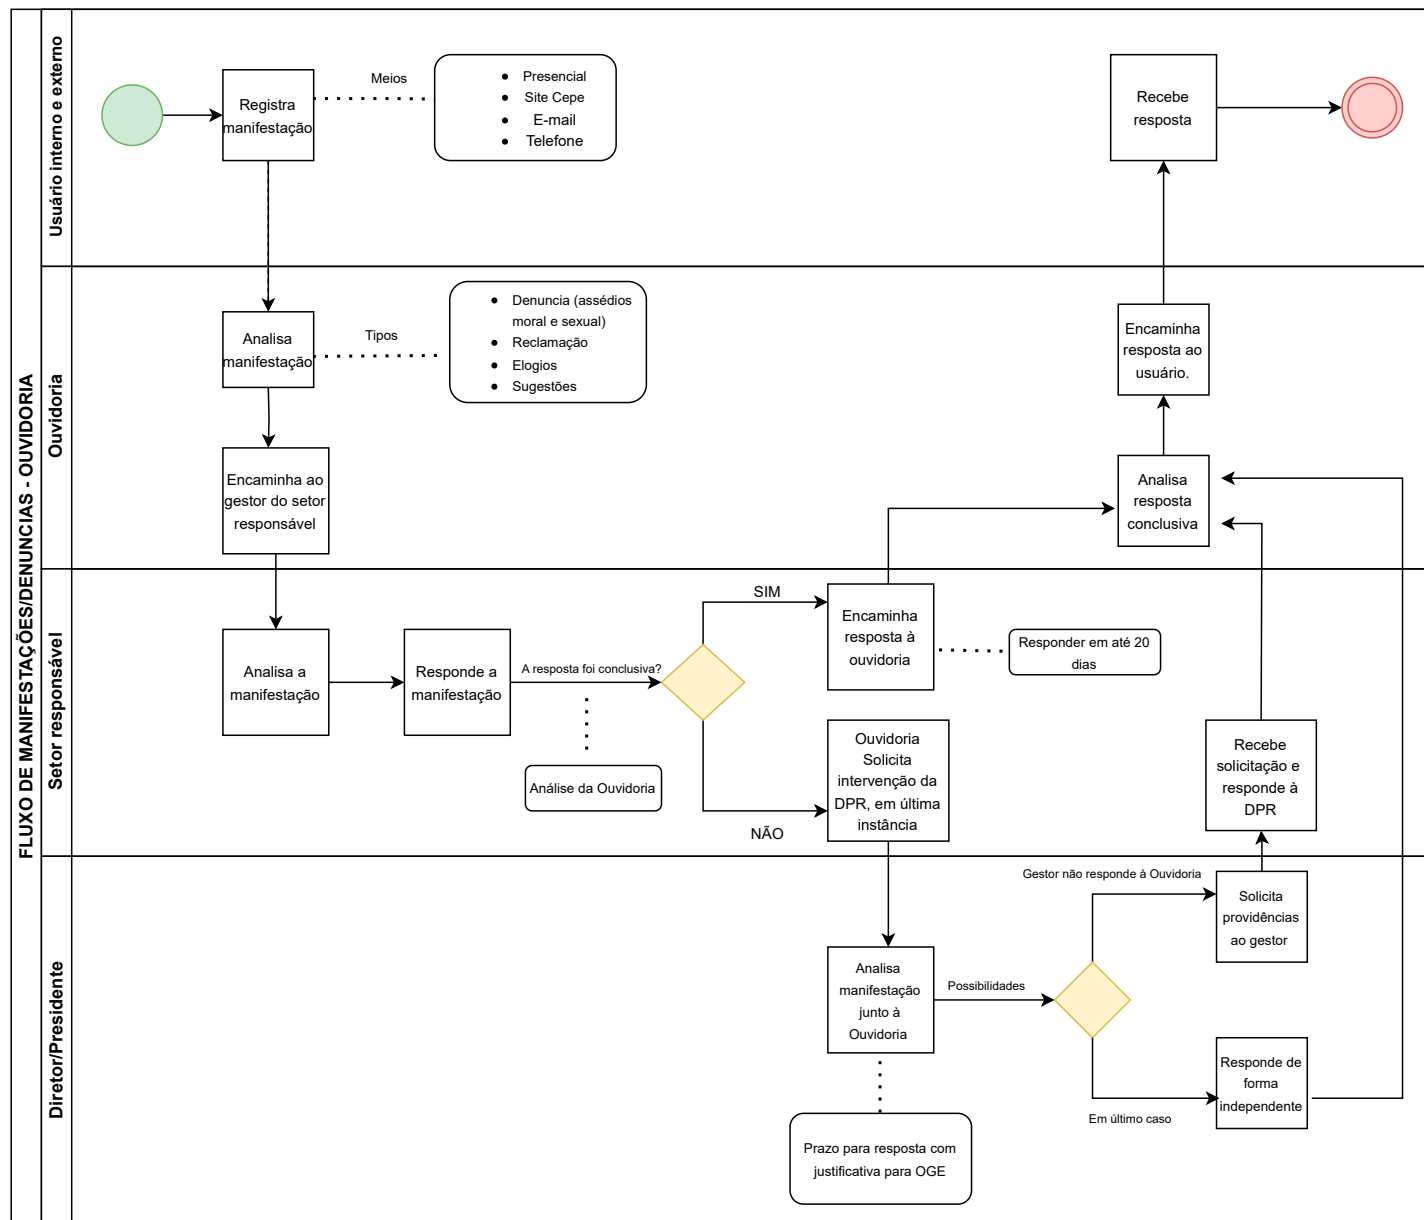 FLUXO DE MANIFESTAÇÕES/DENUNCIAS - OUVIDORIA
Usuário interno e externo
Registra
manifestação
Meios
Presencial
Site Cepe
E-mail
Telefone
Recebe
resposta
Ouvidoria
Analisa
manifestação
Tipos
Denuncia (assédios
moral e sexual)
Reclamação
Elogios
Sugestões
Encaminha ao
gestor do setor
responsável
Encaminha
resposta ao
usuário.
Analisa
resposta
conclusiva
Setor responsável
Analisa a
manifestação
Responde a
manifestação
A resposta foi conclusiva?
Análise da Ouvidoria
SIM
Encaminha
resposta à
ouvidoria
Responder em até 20
dias
NÃO
Ouvidoria
Solicita
intervenção da
DPR, em última
instância
Recebe
solicitação e
responde à
DPR
Diretor/Presidente
Analisa
manifestação
junto à
Ouvidoria
Possibilidades
Prazo para resposta com
justificativa para OGE
Gestor não responde à Ouvidoria
Solicita
providências
ao gestor
Em último caso
Responde de
forma
independente